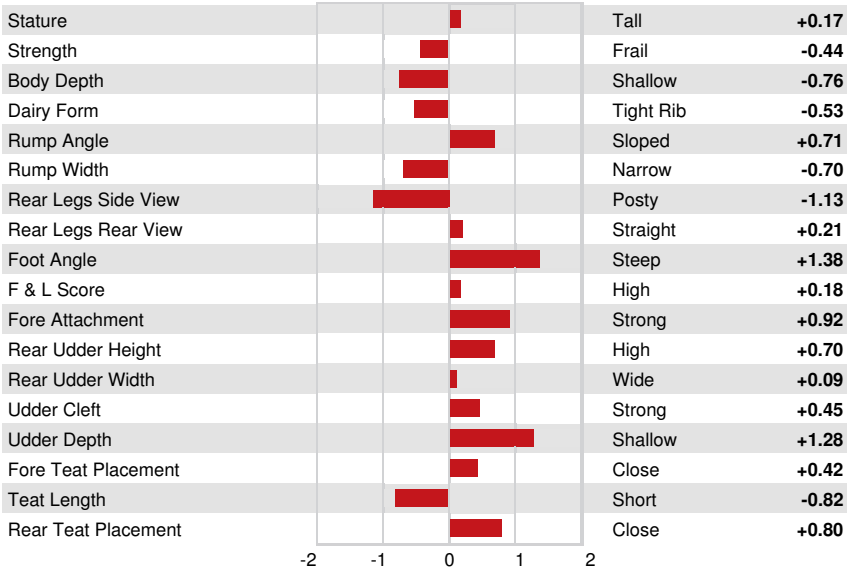 Stature Tall +0.17
Strength Frail -0.44
Body Depth Shallow -0.76
Dairy Form Tight Rib -0.53
Rump Angle Sloped +0.71
Rump Width Narrow -0.70
Rear Legs Side View Posty -1.13
Rear Legs Rear View Straight +0.21
Foot Angle Steep +1.38
F & L Score High +0.18
Fore Attachment Strong +0.92
Rear Udder Height High +0.70
Rear Udder Width Wide +0.09
Udder Cleft Strong +0.45
Udder Depth Shallow +1.28
Fore Teat Placement Close +0.42
Teat Length Short -0.82
Rear Teat Placement Close +0.80
-2 -1 0 1 2